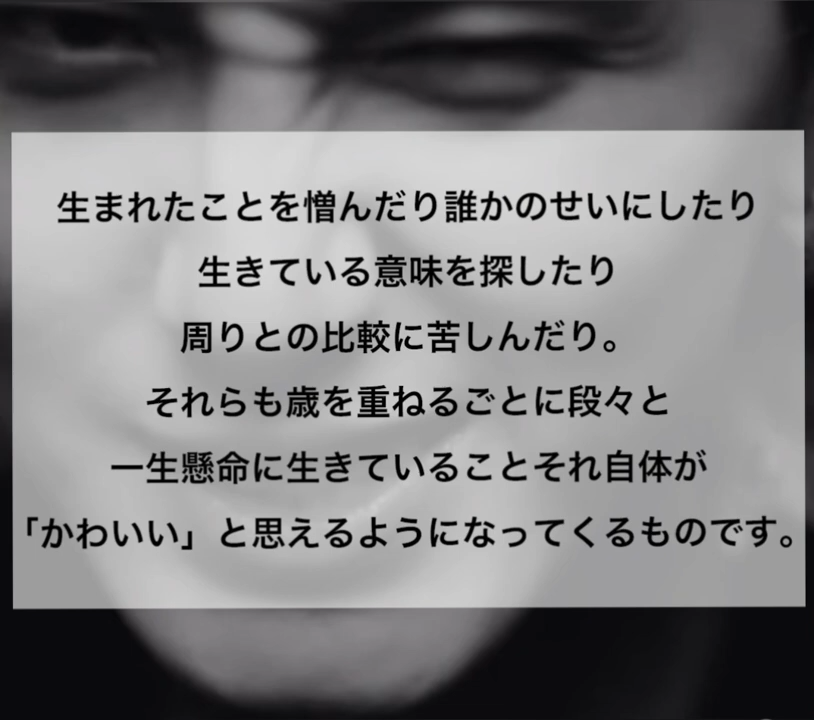 生まれたことを憎んだり誰かのせいにしたり
生きている意味を探したり
周りとの比較に苦しんだり。
それらも歳を重ねるごとに段々と
一生懸命に生きていることそれ自体が
「かわいい」と思えるようになってくるものです。